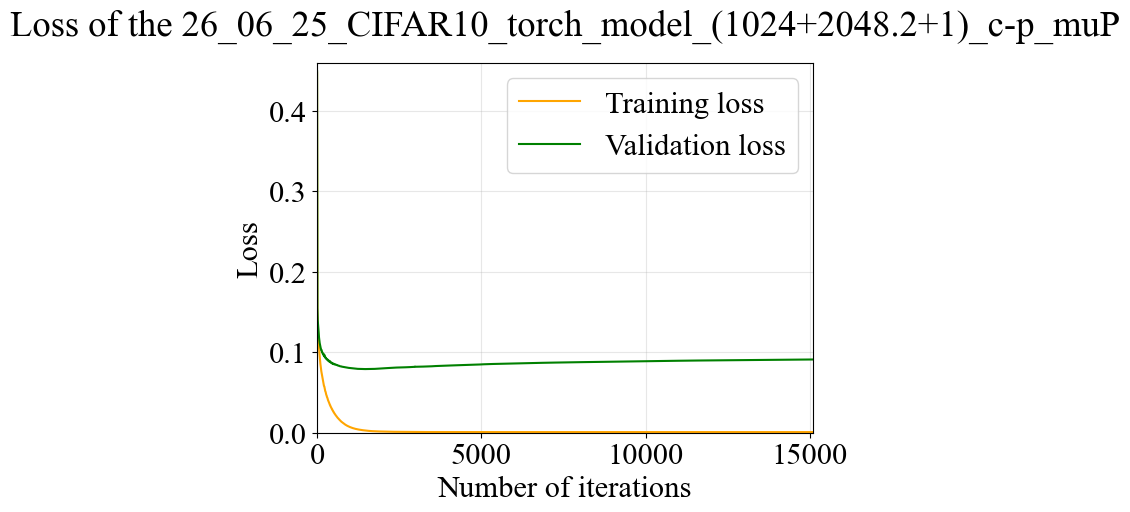 Loss of the 26_06_25_CIFAR10_torch_model_(1024+2048.2+1)_c-p_muP
Training loss
Validation loss
0.4
0.3
0.2
0.1
0.0
Loss
0 5000 10000 15000
Number of iterations